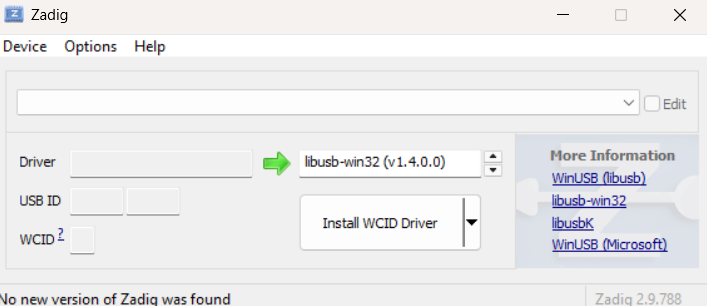 Zadig
Device Options Help
Edit
Driver
libusb-win32 (v1.4.0.0)
USB ID
WCID ?
Install WCID Driver
More Information
WinUSB (libusb)
libusb-win32
libusbK
WinUSB (Microsoft)
No new version of Zadig was found
Zadig 2.9.788